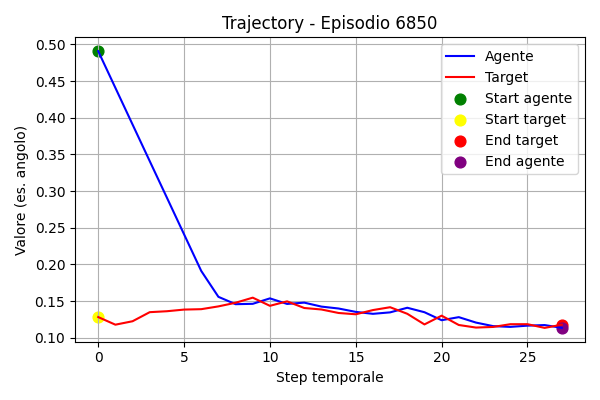 Trajectory - Episodio 6850
Valore (es. angolo)
0.50
0.45
0.40
0.35
0.30
0.25
0.20
0.15
0.10
Agente
Target
Start agente
Start target
End target
End agente
0 5 10 15 20 25
Step temporale